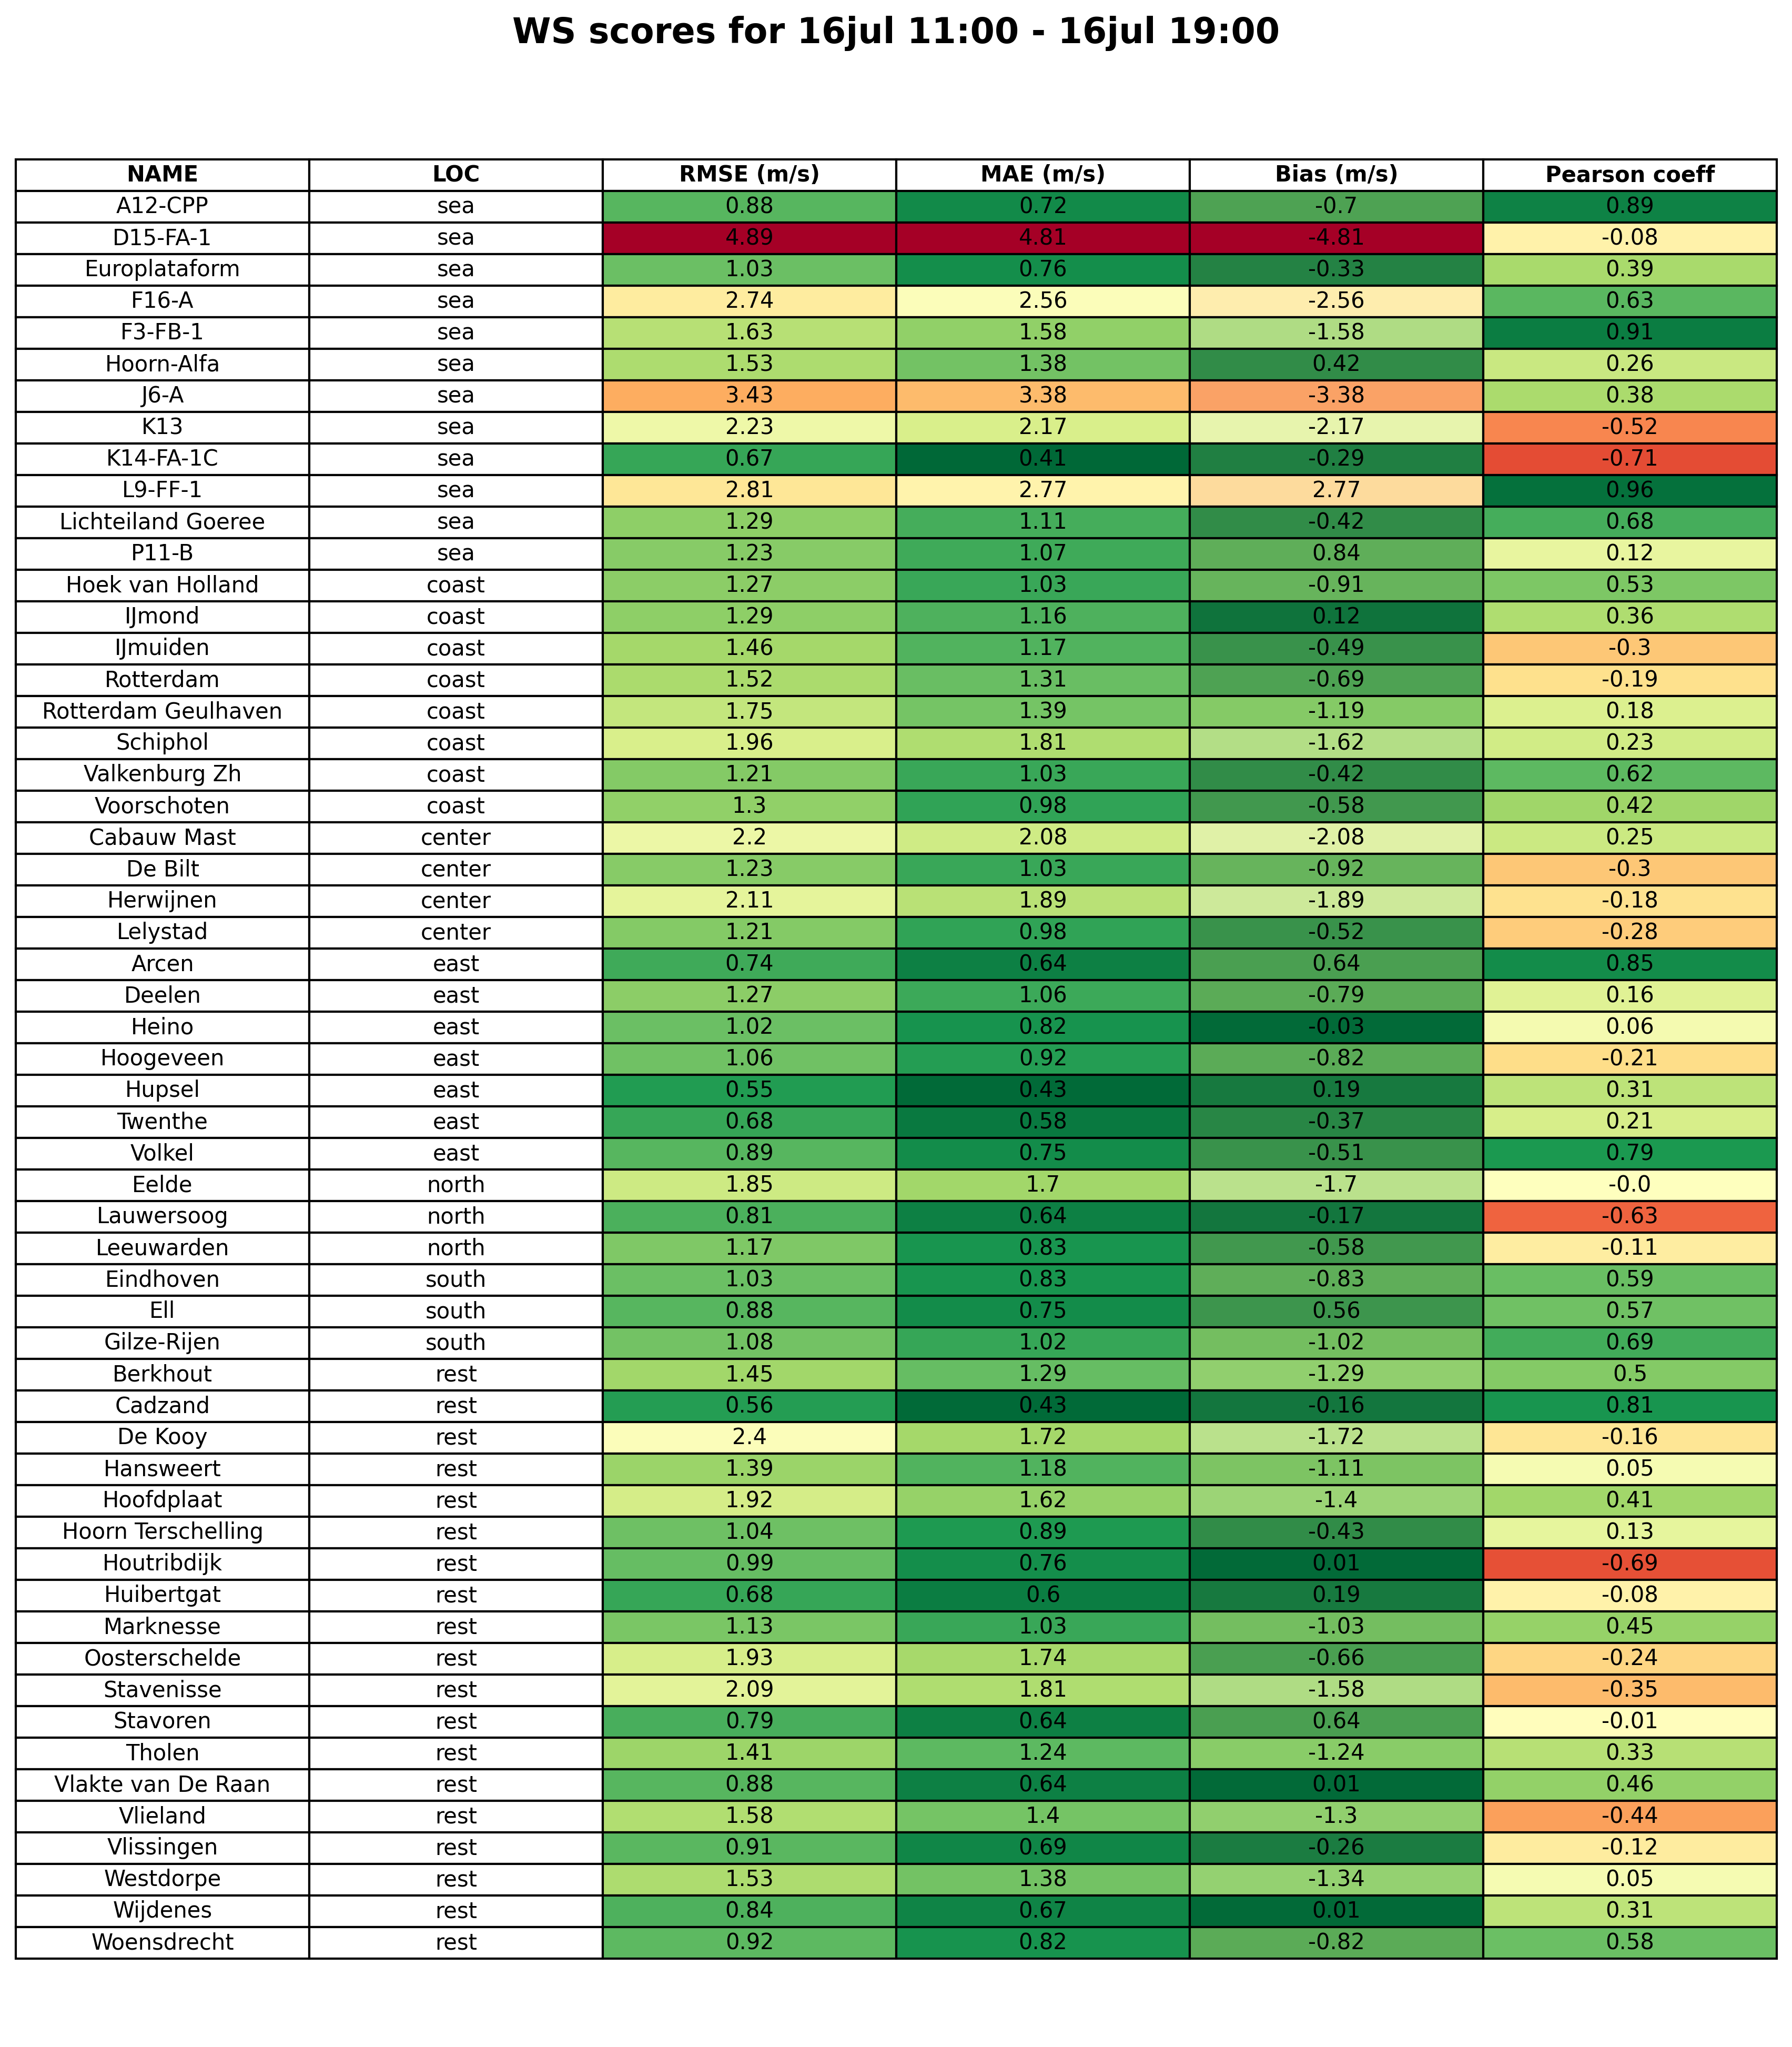 WS scores for 16jul 11:00 - 16jul 19:00
NAME LOC RMSE (m/s) MAE (m/s) Bias (m/s) Pearson coeff
A12-CPP sea 0.88 0.72 -0.7 0.89
D15-FA-1 sea 4.89 4.81 -4.81 -0.08
Europlataform sea 1.03 0.76 -0.33 0.39
F16-A sea 2.74 2.56 -2.56 0.63
F3-FB-1 sea 1.63 1.58 -1.58 0.91
Hoorn-Alfa sea 1.53 1.38 0.42 0.26
J6-A sea 3.43 3.38 -3.38 0.38
K13 sea 2.23 2.17 -2.17 -0.52
K14-FA-1C sea 0.67 0.41 -0.29 -0.71
L9-FF-1 sea 2.81 2.77 2.77 0.96
Lichteiland Goeree sea 1.29 1.11 -0.42 0.68
P11-B sea 1.23 1.07 0.84 0.12
Hoek van Holland coast 1.27 1.03 -0.91 0.53
IJmond coast 1.29 1.16 0.12 0.36
IJmuiden coast 1.46 1.17 -0.49 -0.3
Rotterdam coast 1.52 1.31 -0.69 -0.19
Rotterdam Geulhaven coast 1.75 1.39 -1.19 0.18
Schiphol coast 1.96 1.81 -1.62 0.23
Valkenburg Zh coast 1.21 1.03 -0.42 0.62
Voorschoten coast 1.3 0.98 -0.58 0.42
Cabauw Mast center 2.2 2.08 -2.08 0.25
De Bilt center 1.23 1.03 -0.92 -0.3
Herwijnen center 2.11 1.89 -1.89 -0.18
Lelystad center 1.21 0.98 -0.52 -0.28
Arcen east 0.74 0.64 0.64 0.85
Deelen east 1.27 1.06 -0.79 0.16
Heino east 1.02 0.82 -0.03 0.06
Hoogeveen east 1.06 0.92 -0.82 -0.21
Hupsel east 0.55 0.43 0.19 0.31
Twenthe east 0.68 0.58 -0.37 0.21
Volkel east 0.89 0.75 -0.51 0.79
Eelde north 1.85 1.7 -1.7 -0.0
Lauwersoog north 0.81 0.64 -0.17 -0.63
Leeuwarden north 1.17 0.83 -0.58 -0.11
Eindhoven south 1.03 0.83 -0.83 0.59
Ell south 0.88 0.75 0.56 0.57
Gilze-Rijen south 1.08 1.02 -1.02 0.69
Berkhout rest 1.45 1.29 -1.29 0.5
Cadzand rest 0.56 0.43 -0.16 0.81
De Kooy rest 2.4 1.72 -1.72 -0.16
Hansweert rest 1.39 1.18 -1.11 0.05
Hoofdplaat rest 1.92 1.62 -1.4 0.41
Hoorn Terschelling rest 1.04 0.89 -0.43 0.13
Houtribdijk rest 0.99 0.76 0.01 -0.69
Huibertgat rest 0.68 0.6 0.19 -0.08
Marknesse rest 1.13 1.03 -1.03 0.45
Oosterschelde rest 1.93 1.74 -0.66 -0.24
Stavenisse rest 2.09 1.81 -1.58 -0.35
Stavoren rest 0.79 0.64 0.64 -0.01
Tholen rest 1.41 1.24 -1.24 0.33
Vlakte van De Raan rest 0.88 0.64 0.01 0.46
Vlieland rest 1.58 1.4 -1.3 -0.44
Vlissingen rest 0.91 0.69 -0.26 -0.12
Westdorpe rest 1.53 1.38 -1.34 0.05
Wijdenes rest 0.84 0.67 0.01 0.31
Woensdrecht rest 0.92 0.82 -0.82 0.58